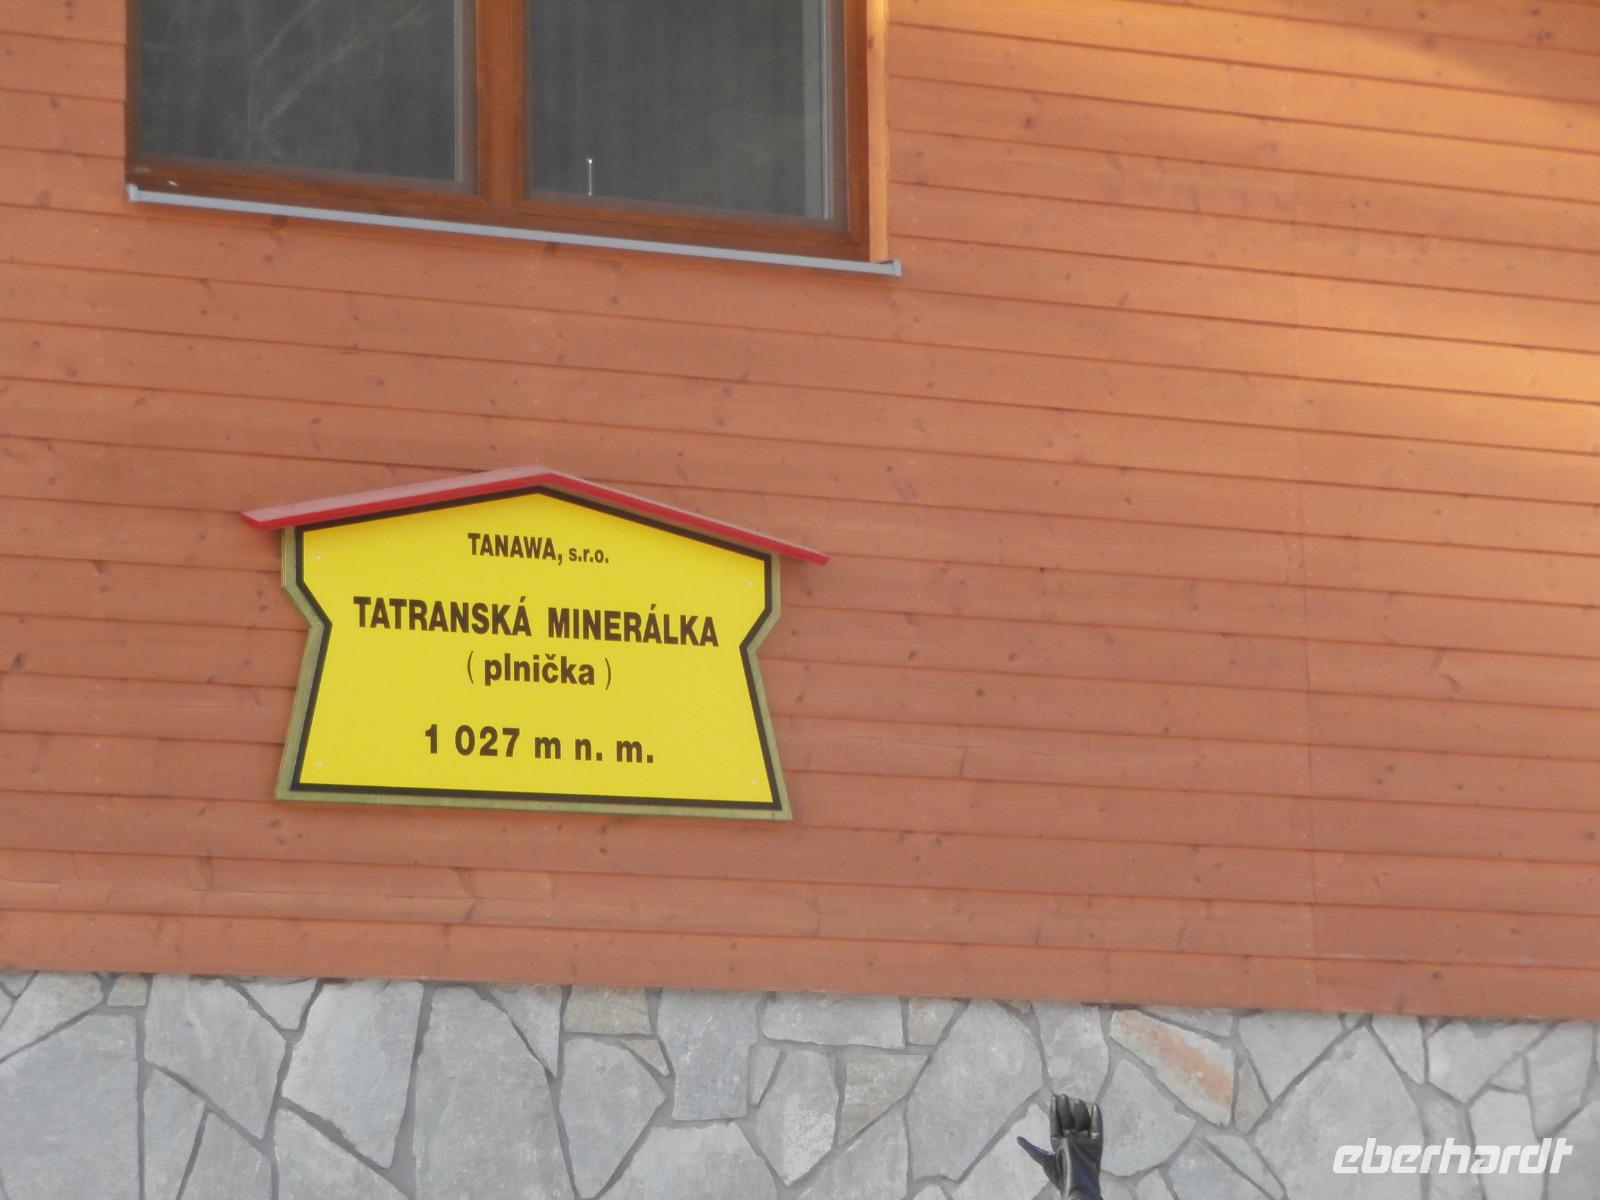 TANAWA, s.r.o.
TATRANSKÁ MINERÁLKA
( plnička )
1 027 m n. m.
eberhardt